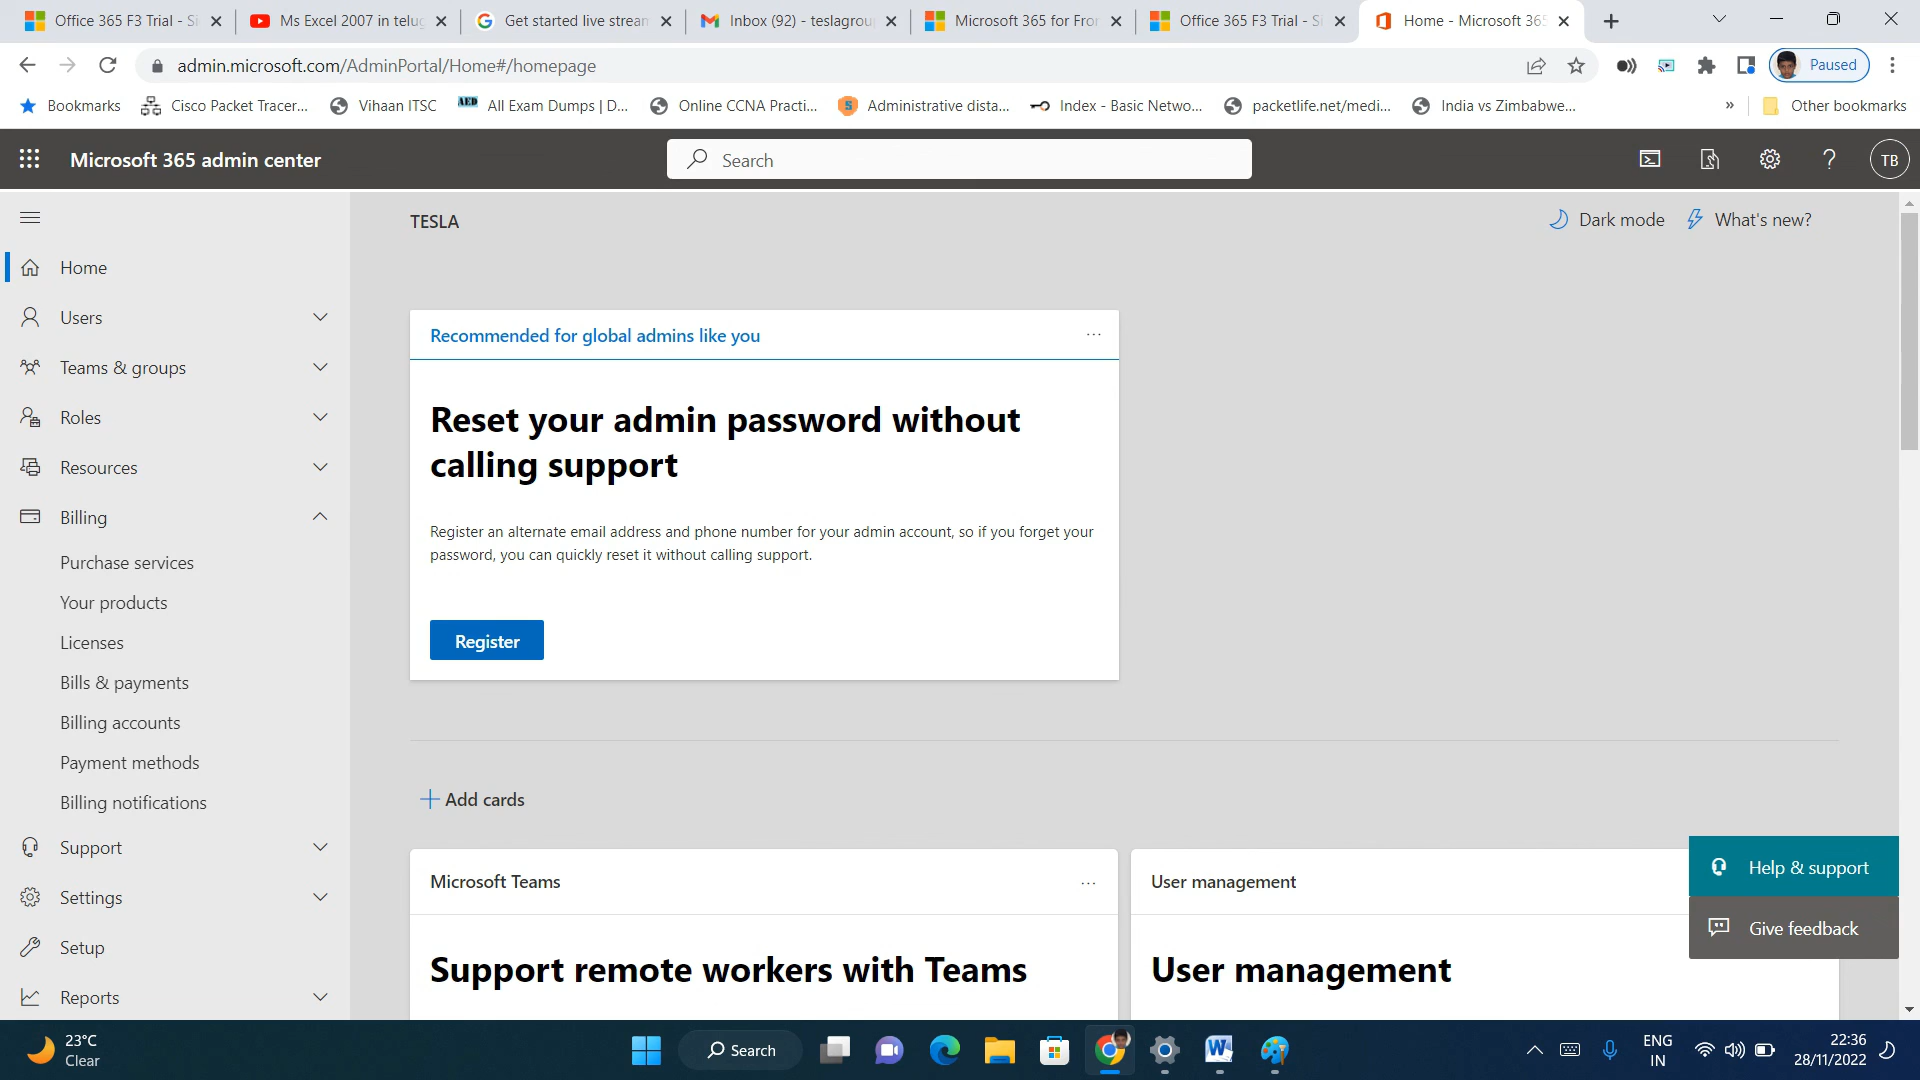 Office 365 F3 Trial - Si
Ms Excel 2007 in telug
Get started live stream
Inbox (92) - teslagroup
Microsoft 365 for Fron
Office 365 F3 Trial - Si
Home - Microsoft 365
admin.microsoft.com/AdminPortal/Home#/homepage
Paused
Bookmarks
Cisco Packet Tracer...
Vihaan ITSC
AED
All Exam Dumps | D...
Online CCNA Practi...
Administrative dista...
Index - Basic Netwo...
packetlife.net/medi...
India vs Zimbabwe...
»
Other bookmarks
Microsoft 365 admin center
Search
TB
TESLA
Dark mode
What's new?
Home
Users
Teams & groups
Roles
Resources
Billing
Purchase services
Your products
Licenses
Bills & payments
Billing accounts
Payment methods
Billing notifications
Support
Settings
Setup
Reports
Recommended for global admins like you
Reset your admin password without
calling support
Register an alternate email address and phone number for your admin account, so if you forget your
password, you can quickly reset it without calling support.
Register
Add cards
Microsoft Teams
Support remote workers with Teams
User management
User management
Help & support
Give feedback
23°C
Clear
Search
ENG
IN
22:36
28/11/2022